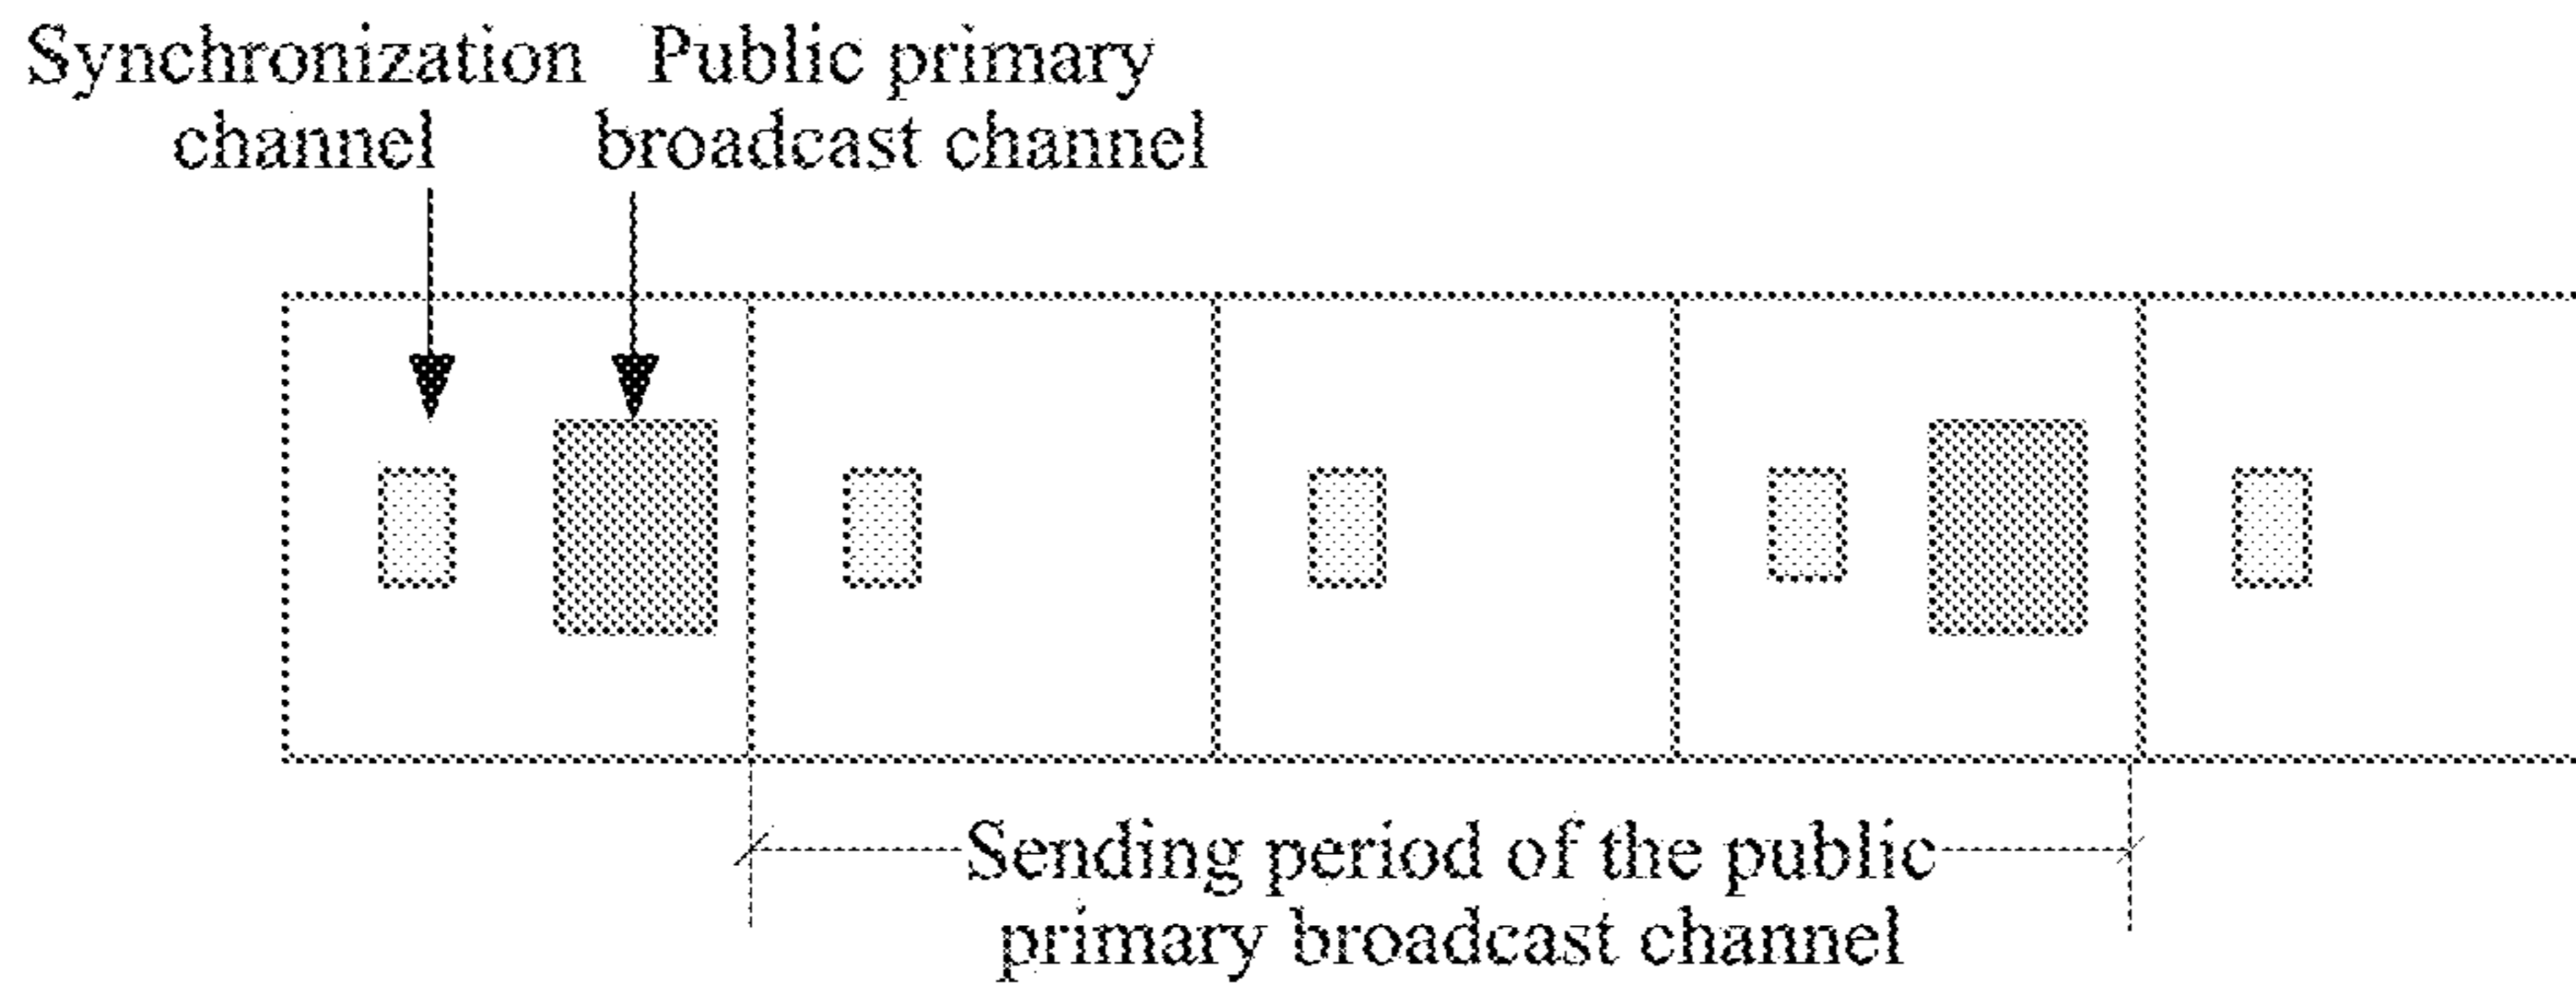 Synchronization
channel
Public primary
broadcast channel
Sending period of the public
primary broadcast channel